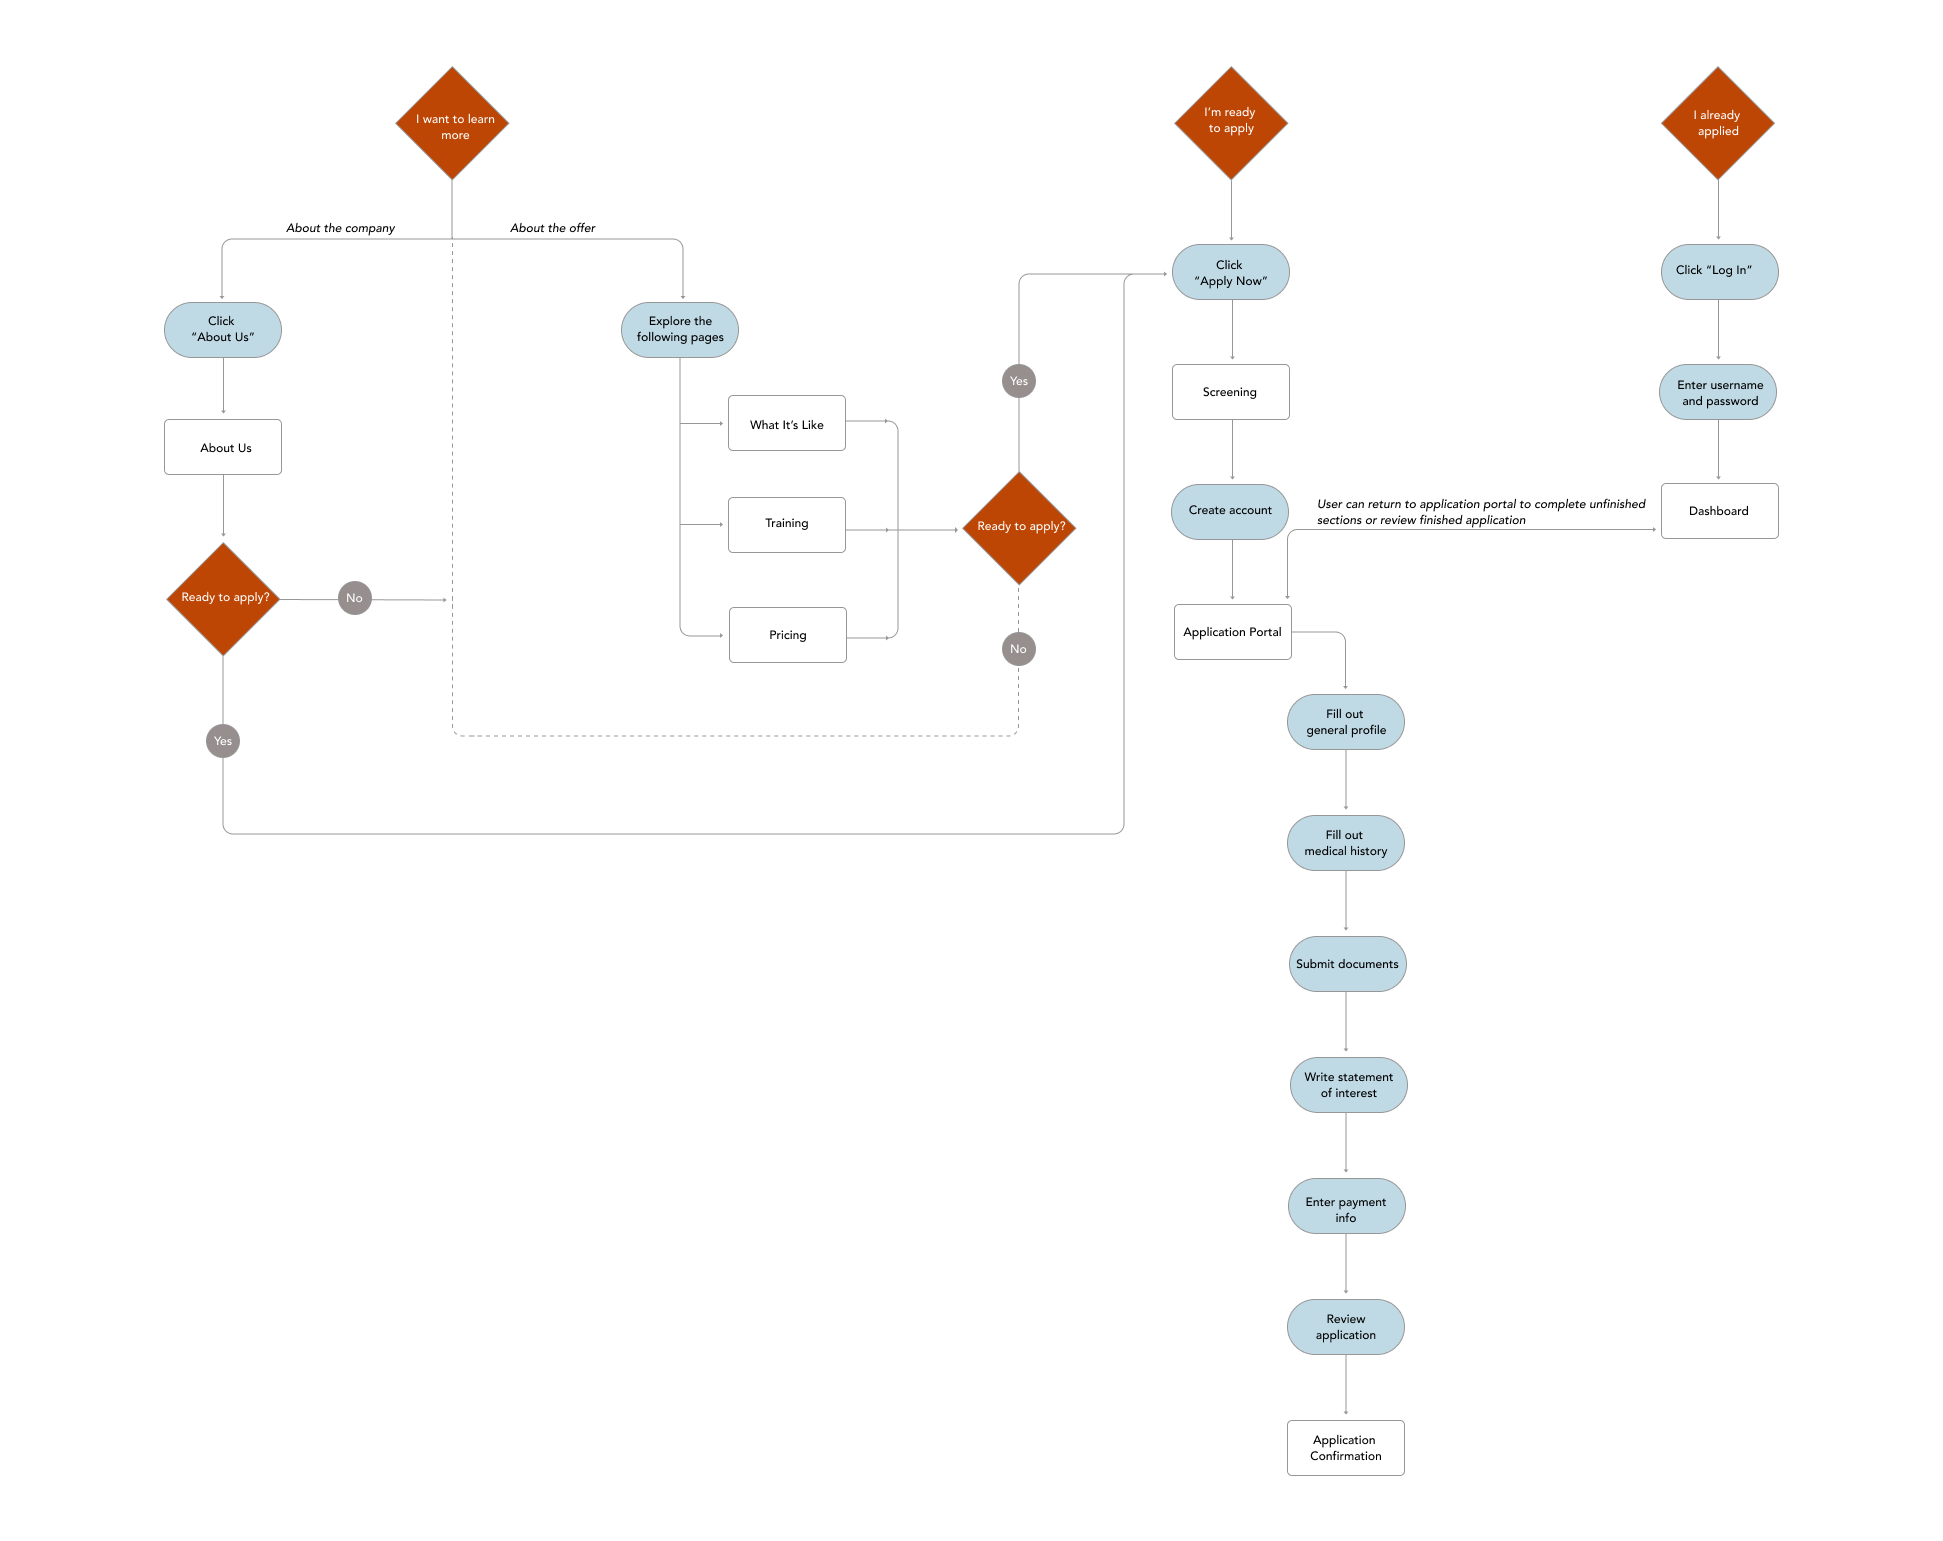 I want to learn
more
I'm ready
to apply
I already
applied
About the company
About the offer
Click
“Apply Now”
Click “Log In”
Click
“About Us”
Explore the
following pages
Yes
Screening
Enter username
and password
What It’s Like
About Us
Training
Ready to apply?
Create account
User can return to application portal to complete unfinished
sections or review finished application
Dashboard
Ready to apply?
No
Pricing
No
Application Portal
Yes
Fill out
general profile
Fill out
medical history
Submit documents
Write statement
of interest
Enter payment
info
Review
application
Application
Confirmation